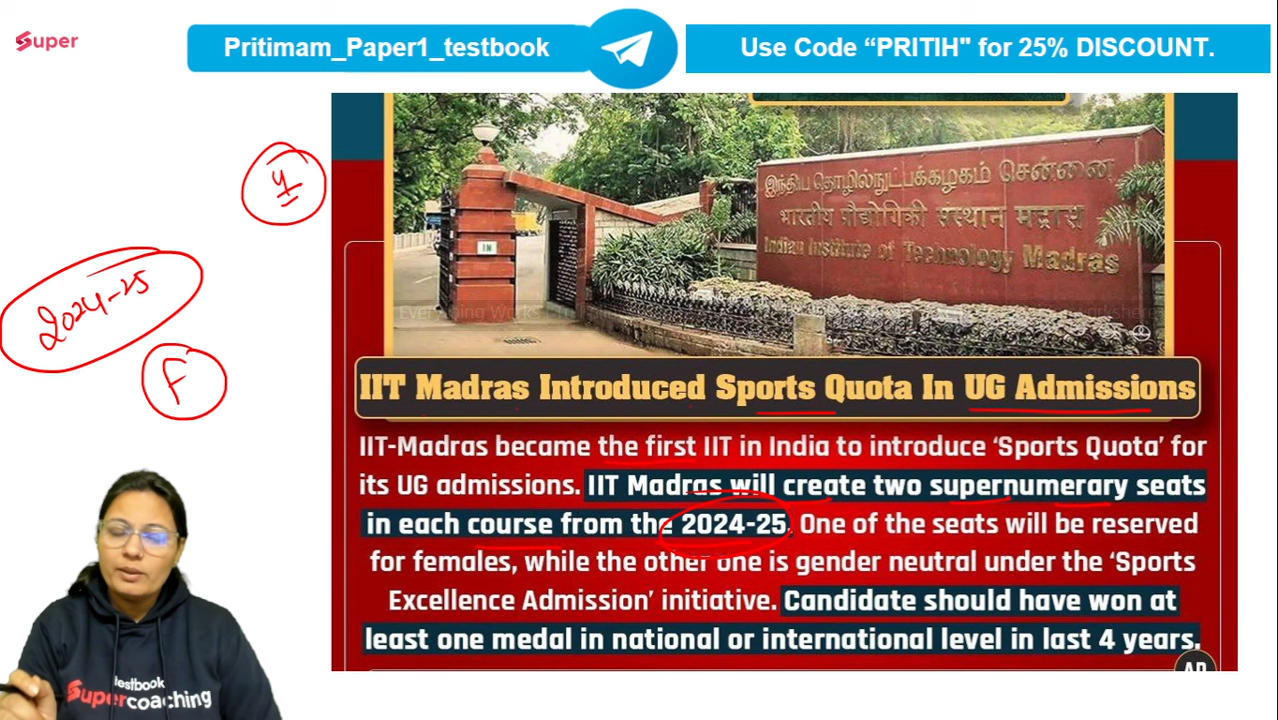 Super
Pritimam_Paper1_testbook
Use Code “PRITIH" for 25% DISCOUNT.
இந்திய தொழில்நுட்பக்கழகம் சென்னை
भारतीय प्रौद्योगिकी संस्थान मद्रास
Indian Institute of Technology Madras
IN
2024-25
F
IIT Madras Introduced Sports Quota In UG Admissions
IIT-Madras became the first IIT in India to introduce ‘Sports Quota’ for
its UG admissions. IIT Madras will create two supernumerary seats
in each course from the 2024-25. One of the seats will be reserved
for females, while the other one is gender neutral under the ‘Sports
Excellence Admission’ initiative. Candidate should have won at
least one medal in national or international level in last 4 years.
testbook
Supercoaching